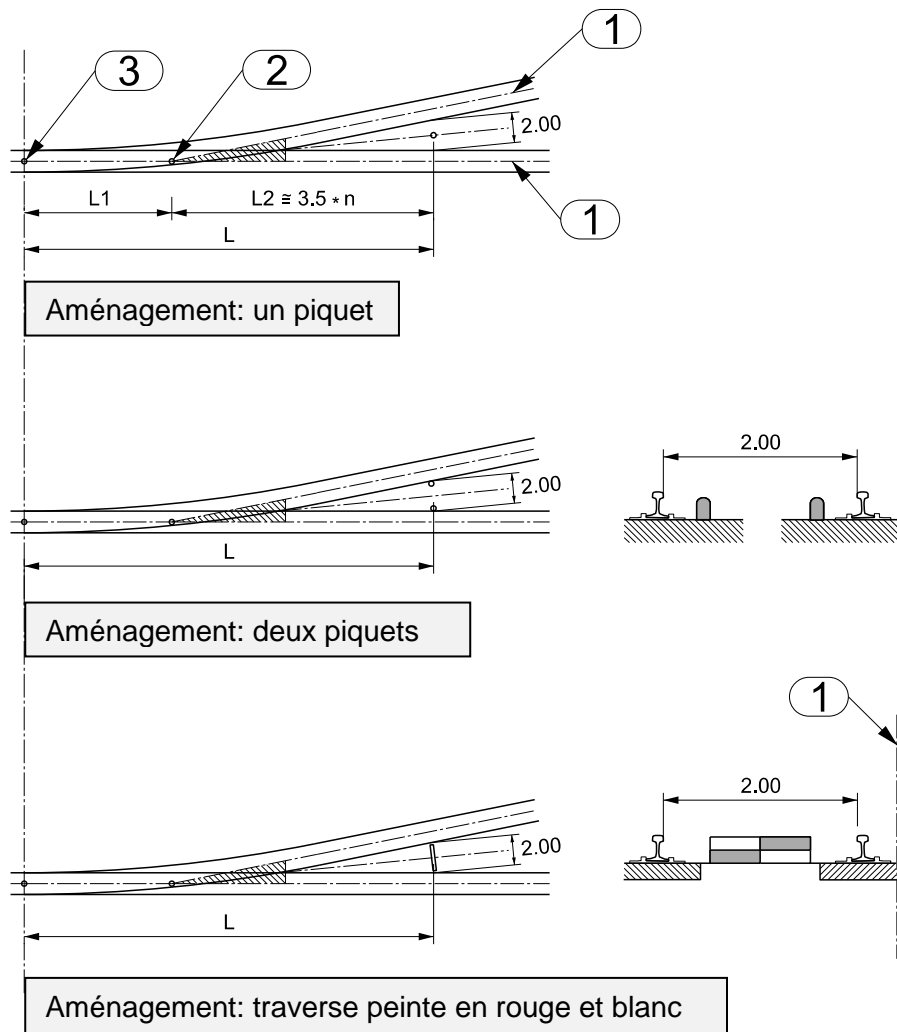 1
3
2
2.00
L1
L2 ≅ 3.5 * n
L
1
Aménagement: un piquet
2.00
2.00
L
Aménagement: deux piquets
1
2.00
2.00
L
Aménagement: traverse peinte en rouge et blanc